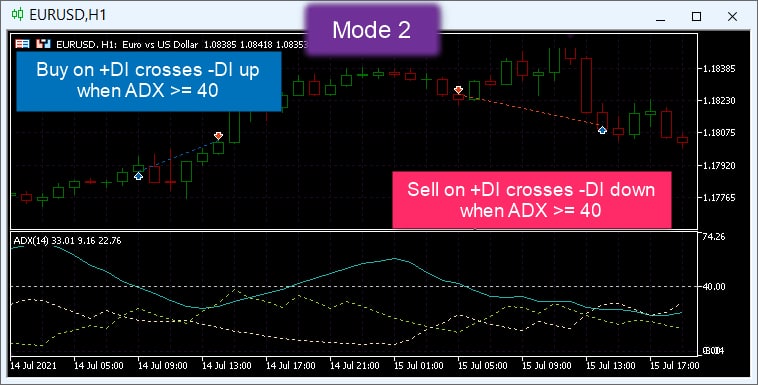 EURUSD,H1
Mode 2
EURUSD, H1: Euro vs US Dollar 1.08385 1.08418 1.08353
Buy on +DI crosses -DI up
when ADX >= 40
1.18385
1.18230
1.18075
1.17920
1.17765
Sell on +DI crosses -DI down
when ADX >= 40
ADX(14) 33.01 9.16 22.76
74.26
40.00
14 Jul 2021
14 Jul 05:00
14 Jul 09:00
14 Jul 13:00
14 Jul 17:00
14 Jul 21:00
15 Jul 01:00
15 Jul 05:00
15 Jul 09:00
15 Jul 13:00
15 Jul 17:00